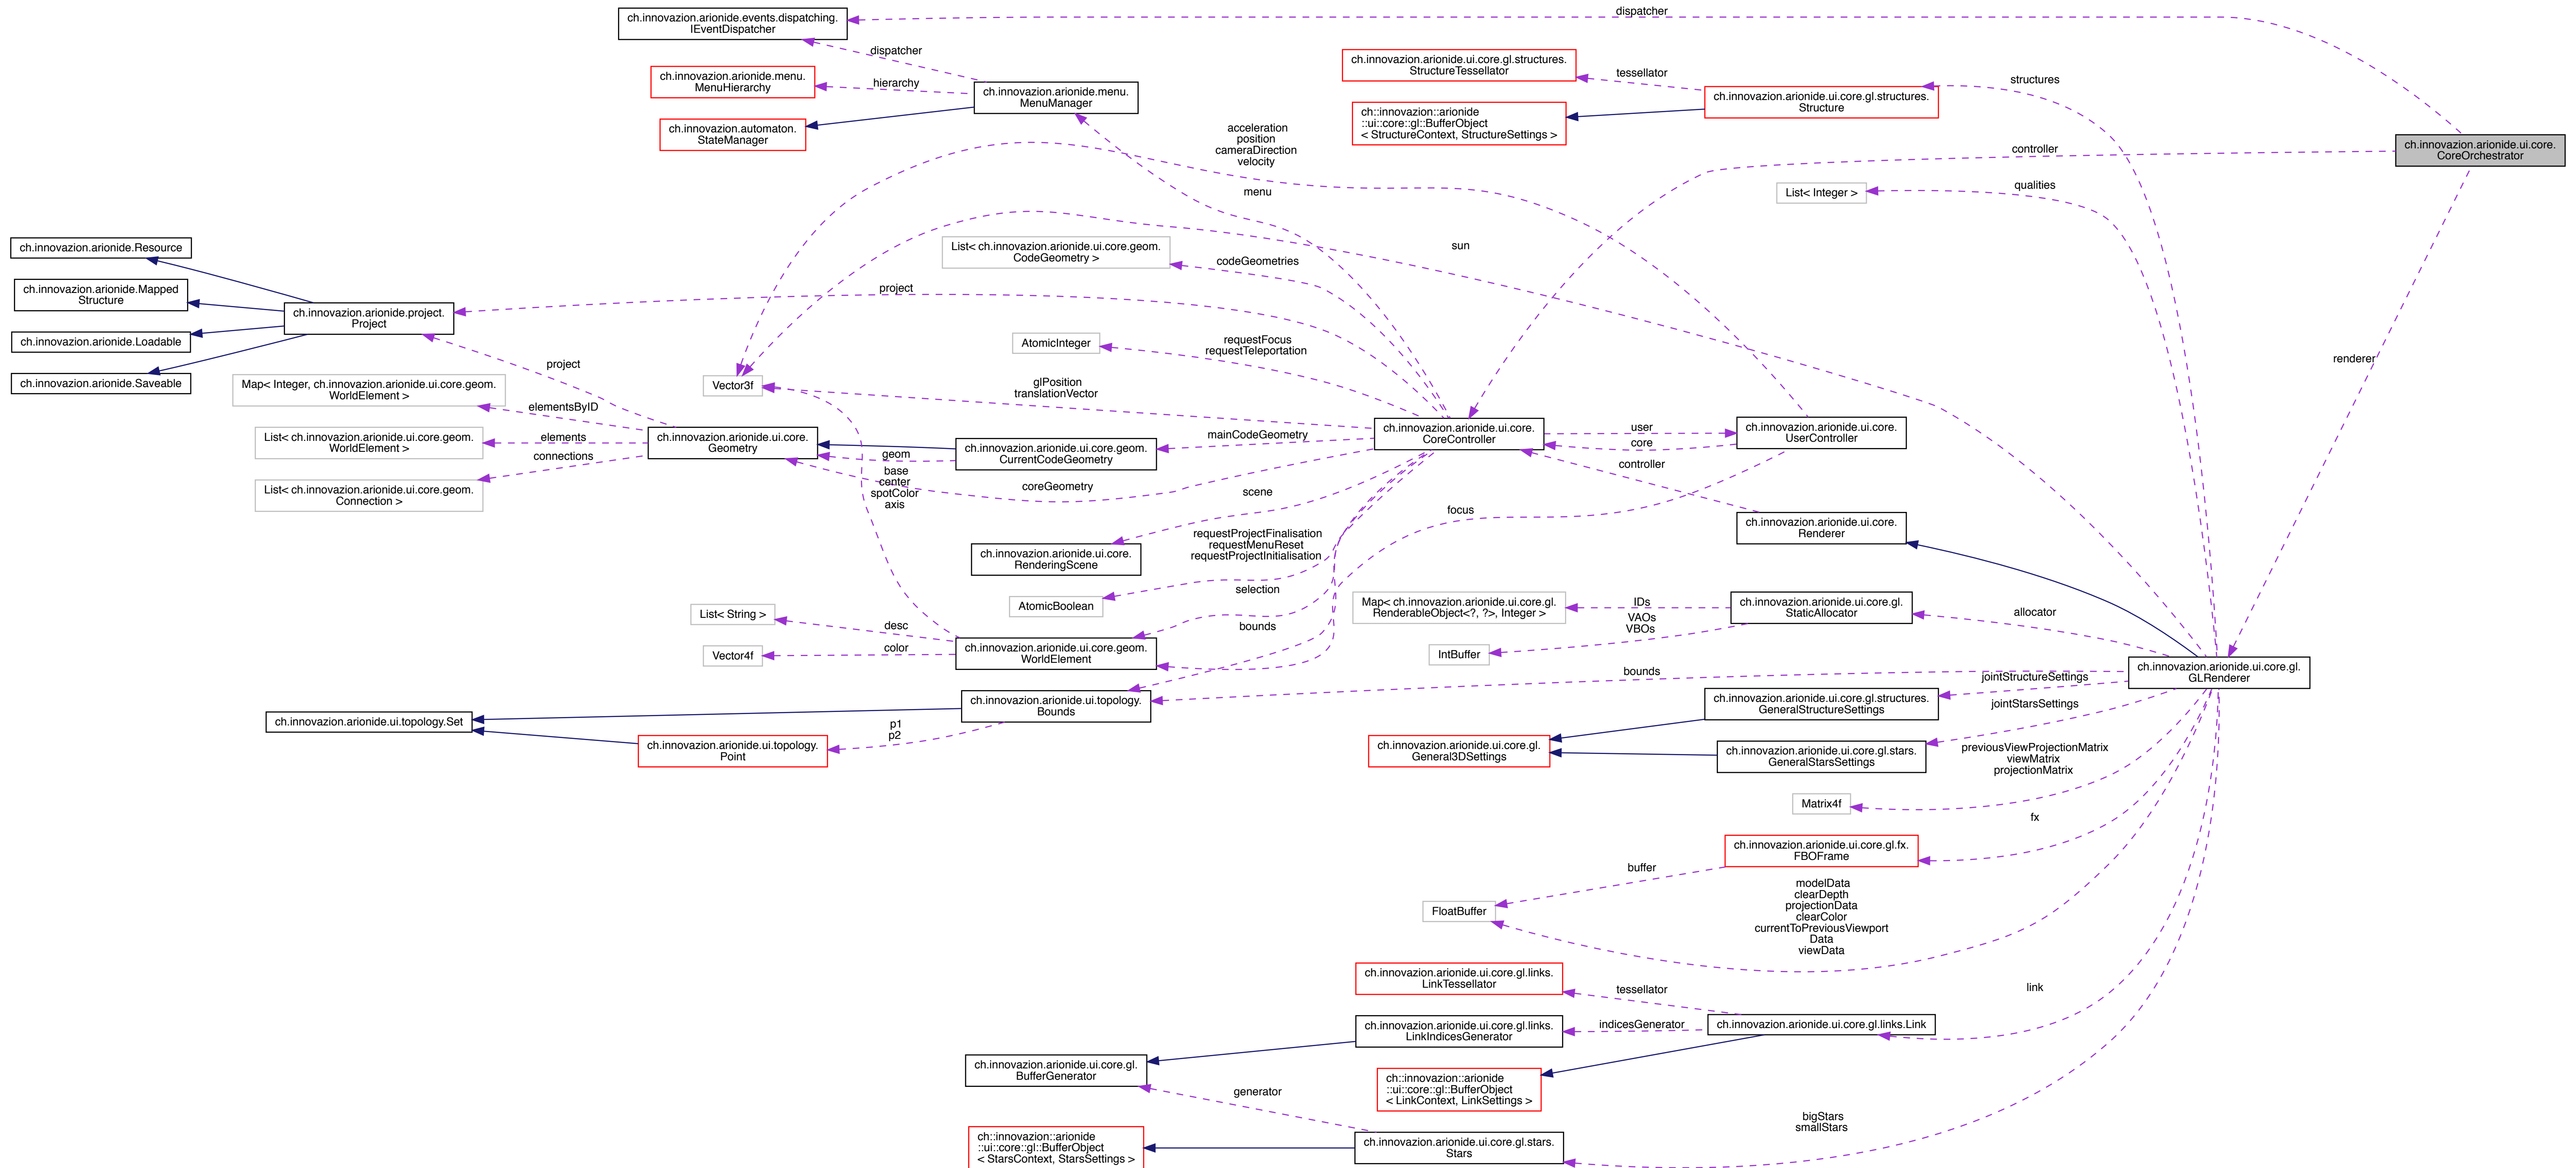 ch.innovazion.arionide.events.dispatching.
IEventDispatcher
dispatcher
dispatcher
ch.innovazion.arionide.menu.
MenuHierarchy
hierarchy
ch.innovazion.arionide.menu.
MenuManager
ch.innovazion.automaton.
StateManager
ch.innovazion.arionide.ui.core.gl.structures.
StructureTessellator
tessellator
ch.innovazion.arionide.ui.core.gl.structures.
Structure
structures
ch::innovazion::arionide
::ui::core::gl::BufferObject
< StructureContext, StructureSettings >
ch.innovazion.arionide.ui.core.
CoreOrchestrator
controller
acceleration
position
cameraDirection
velocity
menu
List< Integer >
qualities
sun
List< ch.innovazion.arionide.ui.core.geom.
CodeGeometry >
codeGeometries
ch.innovazion.arionide.Resource
ch.innovazion.arionide.Mapped
Structure
ch.innovazion.arionide.Loadable
ch.innovazion.arionide.Saveable
ch.innovazion.arionide.project.
Project
project
project
AtomicInteger
requestFocus
requestTeleportation
renderer
Vector3f
glPosition
translationVector
Map< Integer, ch.innovazion.arionide.ui.core.geom.
WorldElement >
elementsByID
List< ch.innovazion.arionide.ui.core.geom.
WorldElement >
elements
List< ch.innovazion.arionide.ui.core.geom.
Connection >
connections
ch.innovazion.arionide.ui.core.
Geometry
geom
ch.innovazion.arionide.ui.core.geom.
CurrentCodeGeometry
mainCodeGeometry
ch.innovazion.arionide.ui.core.
CoreController
user
core
ch.innovazion.arionide.ui.core.
UserController
controller
base
center
spotColor
axis
coreGeometry
scene
focus
ch.innovazion.arionide.ui.core.
Renderer
ch.innovazion.arionide.ui.core.
RenderingScene
requestProjectFinalisation
requestMenuReset
requestProjectInitialisation
AtomicBoolean
selection
List< String >
desc
Vector4f
color
ch.innovazion.arionide.ui.core.geom.
WorldElement
bounds
Map< ch.innovazion.arionide.ui.core.gl.
RenderableObject<?, ?>, Integer >
IDs
VAOs
VBOs
IntBuffer
ch.innovazion.arionide.ui.core.gl.
StaticAllocator
allocator
ch.innovazion.arionide.ui.core.gl.
GLRenderer
bounds
ch.innovazion.arionide.ui.topology.
Bounds
ch.innovazion.arionide.ui.topology.Set
p1
p2
ch.innovazion.arionide.ui.topology.
Point
jointStructureSettings
ch.innovazion.arionide.ui.core.gl.structures.
GeneralStructureSettings
jointStarsSettings
ch.innovazion.arionide.ui.core.gl.
General3DSettings
ch.innovazion.arionide.ui.core.gl.stars.
GeneralStarsSettings
previousViewProjectionMatrix
viewMatrix
projectionMatrix
Matrix4f
fx
ch.innovazion.arionide.ui.core.gl.fx.
FBOFrame
buffer
FloatBuffer
modelData
clearDepth
projectionData
clearColor
currentToPreviousViewport
Data
viewData
ch.innovazion.arionide.ui.core.gl.links.
LinkTessellator
tessellator
link
ch.innovazion.arionide.ui.core.gl.links.
LinkIndicesGenerator
indicesGenerator
ch.innovazion.arionide.ui.core.gl.links.Link
ch.innovazion.arionide.ui.core.gl.
BufferGenerator
ch::innovazion::arionide
::ui::core::gl::BufferObject
< LinkContext, LinkSettings >
generator
bigStars
smallStars
ch::innovazion::arionide
::ui::core::gl::BufferObject
< StarsContext, StarsSettings >
ch.innovazion.arionide.ui.core.gl.stars.
Stars